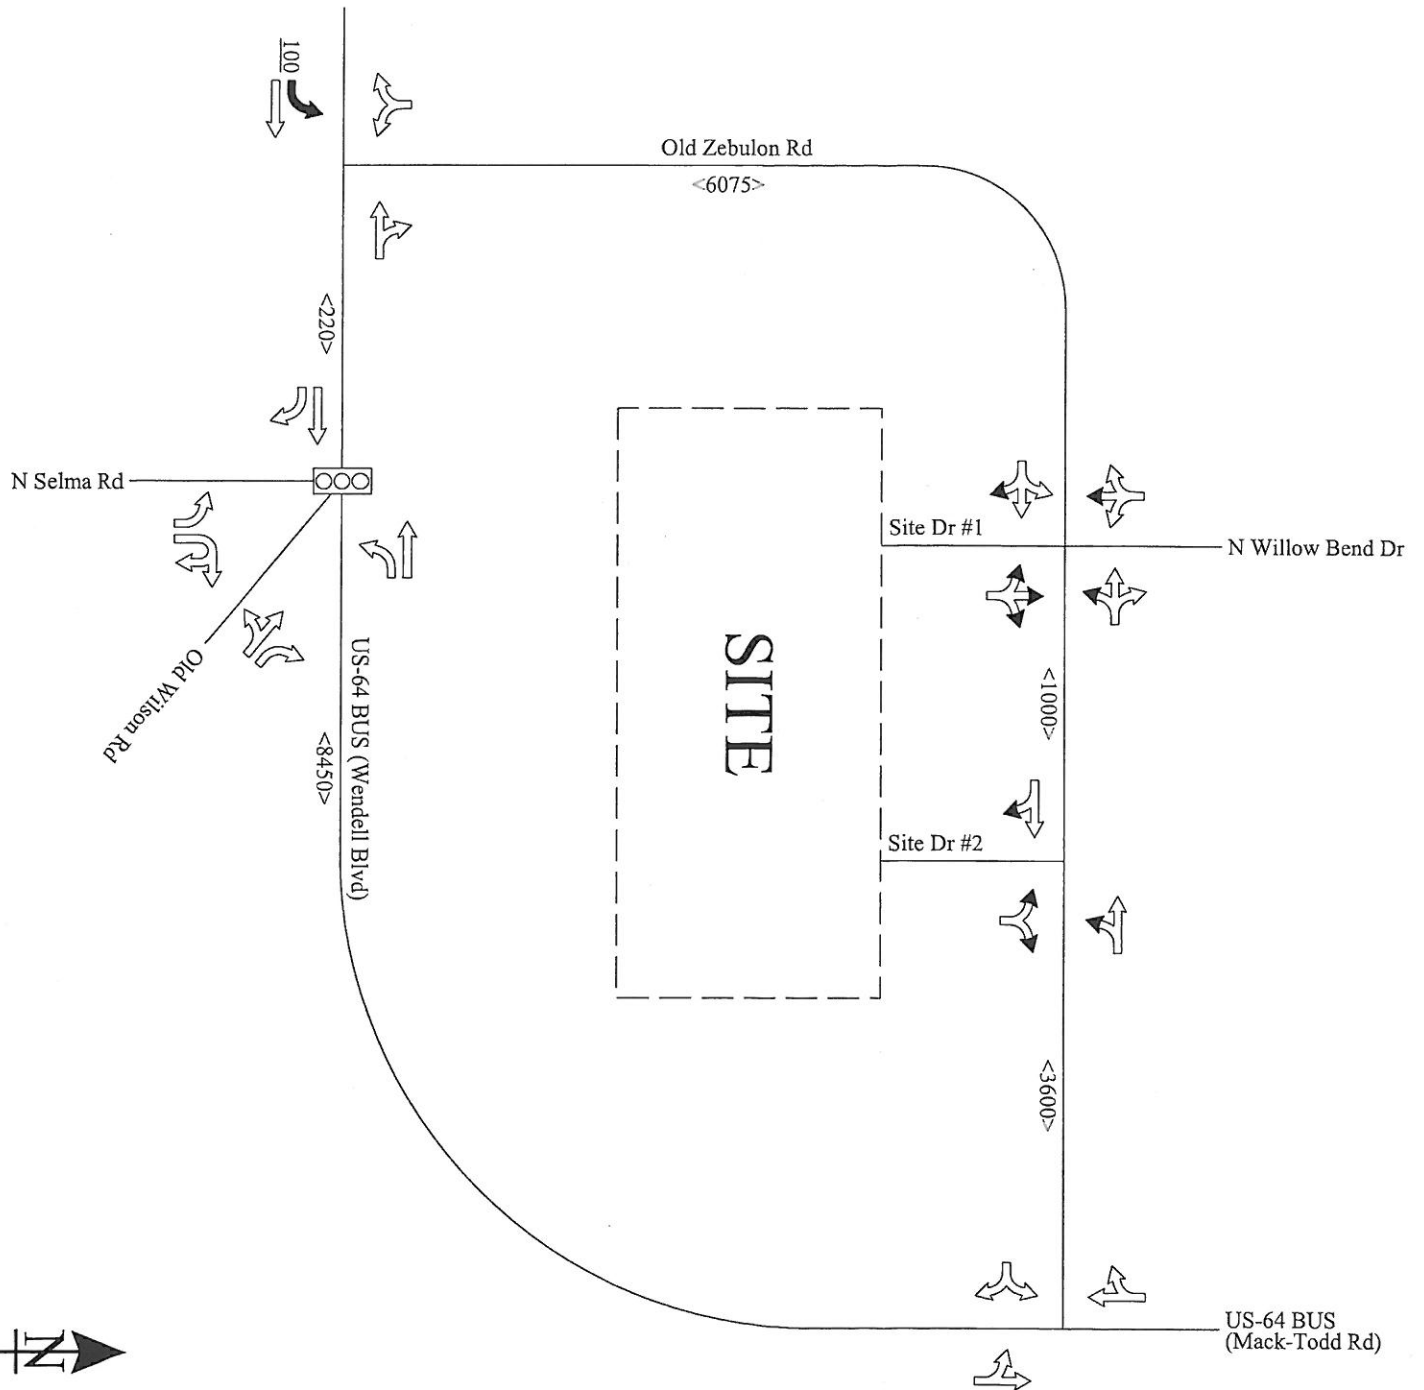 100
Old Zebulon Rd
<6075>
<220>
N Selma Rd
Site Dr #1
N Willow Bend Dr
Old Wilson Rd
US-64 BUS (Wendell Blvd)
<8450>
SITE
<1000>
Site Dr #2
<3600>
US-64 BUS
(Mack-Todd Rd)
N